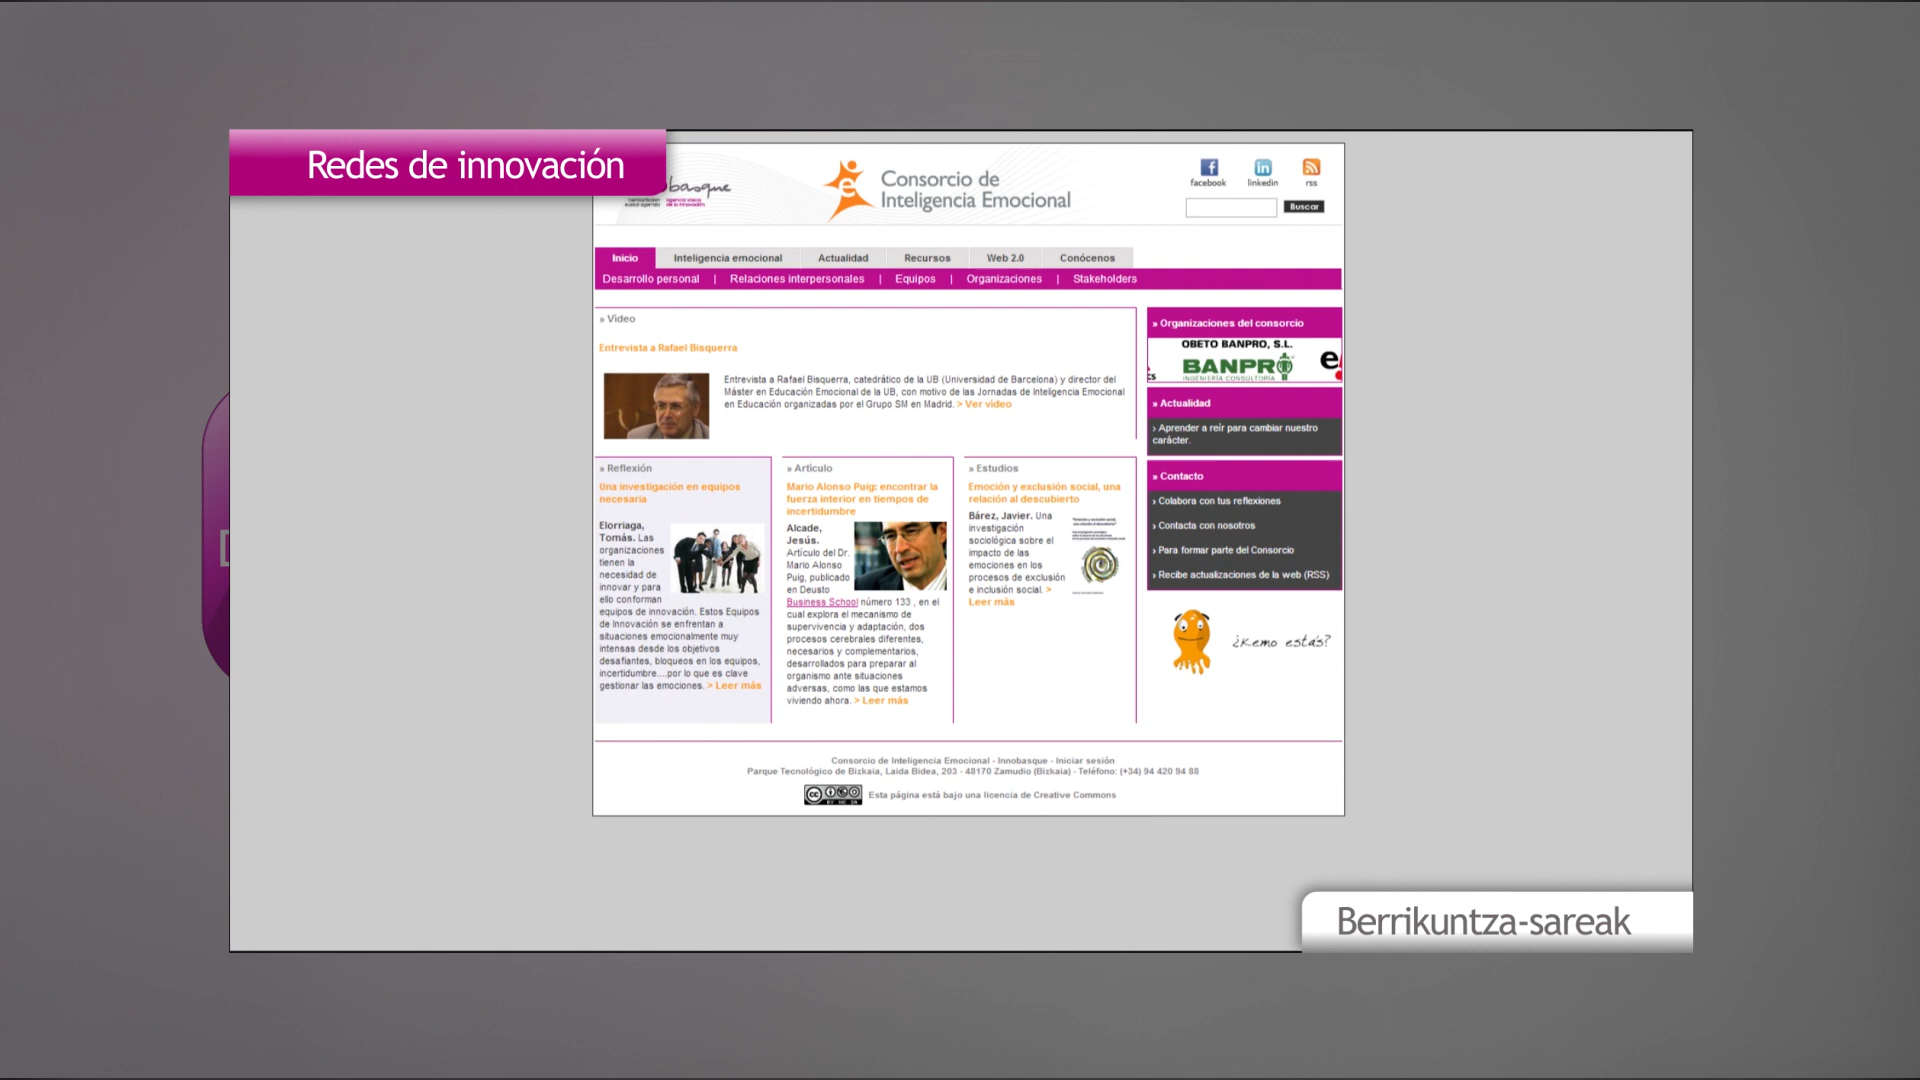 Redes de innovación
basque
Consorcio de
Inteligencia Emocional
facebook
linkedin
rss
Buscar
Inicio
Inteligencia emocional
Actualidad
Recursos
Web 2.0
Conócenos
Desarrollo personal | Relaciones interpersonales | Equipos | Organizaciones | Stakeholders
» Video
Entrevista a Rafael Bisquerra
Entrevista a Rafael Bisquerra, catedrático de la UB (Universidad de Barcelona) y director del
Máster en Educación Emocional de la UB, con motivo de las Jornadas de Inteligencia Emocional
en Educación organizadas por el Grupo SM en Madrid. > Ver video
» Reflexión
Una investigación en equipos
necesaria
Elorriaga,
Tomás. Las
organizaciones
tienen la
necesidad de
innovar y para
ello conforman
equipos de innovación. Estos Equipos
de Innovación se enfrentan a
situaciones emocionalmente muy
intensas desde los objetivos
desafiantes, bloqueos en los equipos,
incertidumbre....por lo que es clave
gestionar las emociones. > Leer más
» Artículo
Mario Alonso Puig: encontrar la
fuerza interior en tiempos de
incertidumbre
Alcade,
Jesús.
Artículo del Dr.
Mario Alonso
Puig, publicado
en Deusto
Business School número 133 , en el
cual explora el mecanismo de
supervivencia y adaptación, dos
procesos cerebrales diferentes,
necesarios y complementarios,
desarrollados para preparar al
organismo ante situaciones
adversas, como las que estamos
viviendo ahora. > Leer más
» Estudios
Emoción y exclusión social, una
relación al descubierto
Bárez, Javier. Una
investigación
sociológica sobre el
impacto de las
emociones en los
procesos de exclusión
e inclusión social. >
Leer más
» Organizaciones del consorcio
OBETO BANPRO, S.L.
BANPRO
INGENIERÍA CONSULTORÍA
» Actualidad
› Aprender a reír para cambiar nuestro
carácter.
» Contacto
› Colabora con tus reflexiones
› Contacta con nosotros
› Para formar parte del Consorcio
› Recibe actualizaciones de la web (RSS)
¿Kemo estás?
Consorcio de Inteligencia Emocional - Innobasque - Iniciar sesión
Parque Tecnológico de Bizkaia, Laida Bidea, 203 - 48170 Zamudio (Bizkaia) - Teléfono: (+34) 94 420 94 88
Esta página está bajo una licencia de Creative Commons
Berrikuntza-sareak